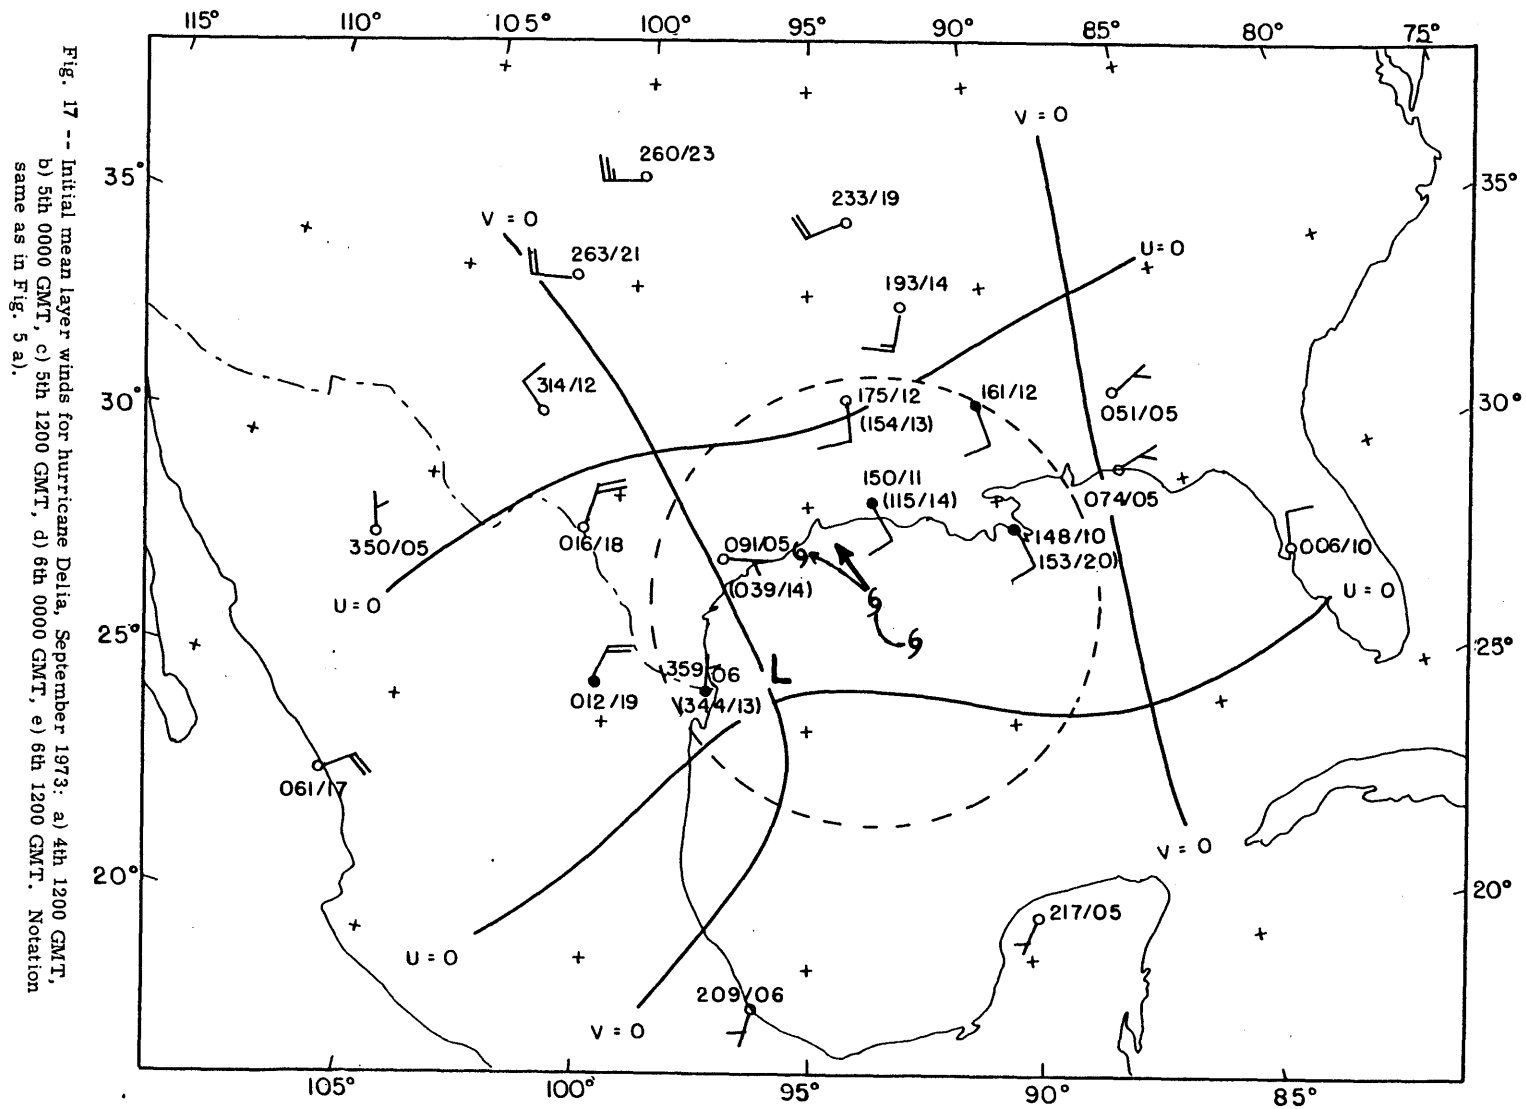 115° 110° 105° 100° 95° 90° 85° 80° 75°
V = 0
260/23
35° 35°
233/19
V = 0
263/21
U = 0
193/14
314/12
175/12
161/12
30° 30°
051/05
(154/13)
150/11
(115/14)
074/05
016/18
350/05
091/05
148/10
006/10
(153/20)
(039/14)
U = 0
U = 0
25° 25°
L
359/06
012/19
(344/13)
061/17
V = 0
20° 20°
217/05
U = 0
209/06
V = 0
105° 100° 95° 90° 85°
Fig. 17 -- Initial mean layer winds for hurricane Delia, September 1973: a) 4th 1200 GMT,
b) 5th 0000 GMT, c) 5th 1200 GMT, d) 6th 0000 GMT, e) 6th 1200 GMT. Notation
same as in Fig. 5 a).